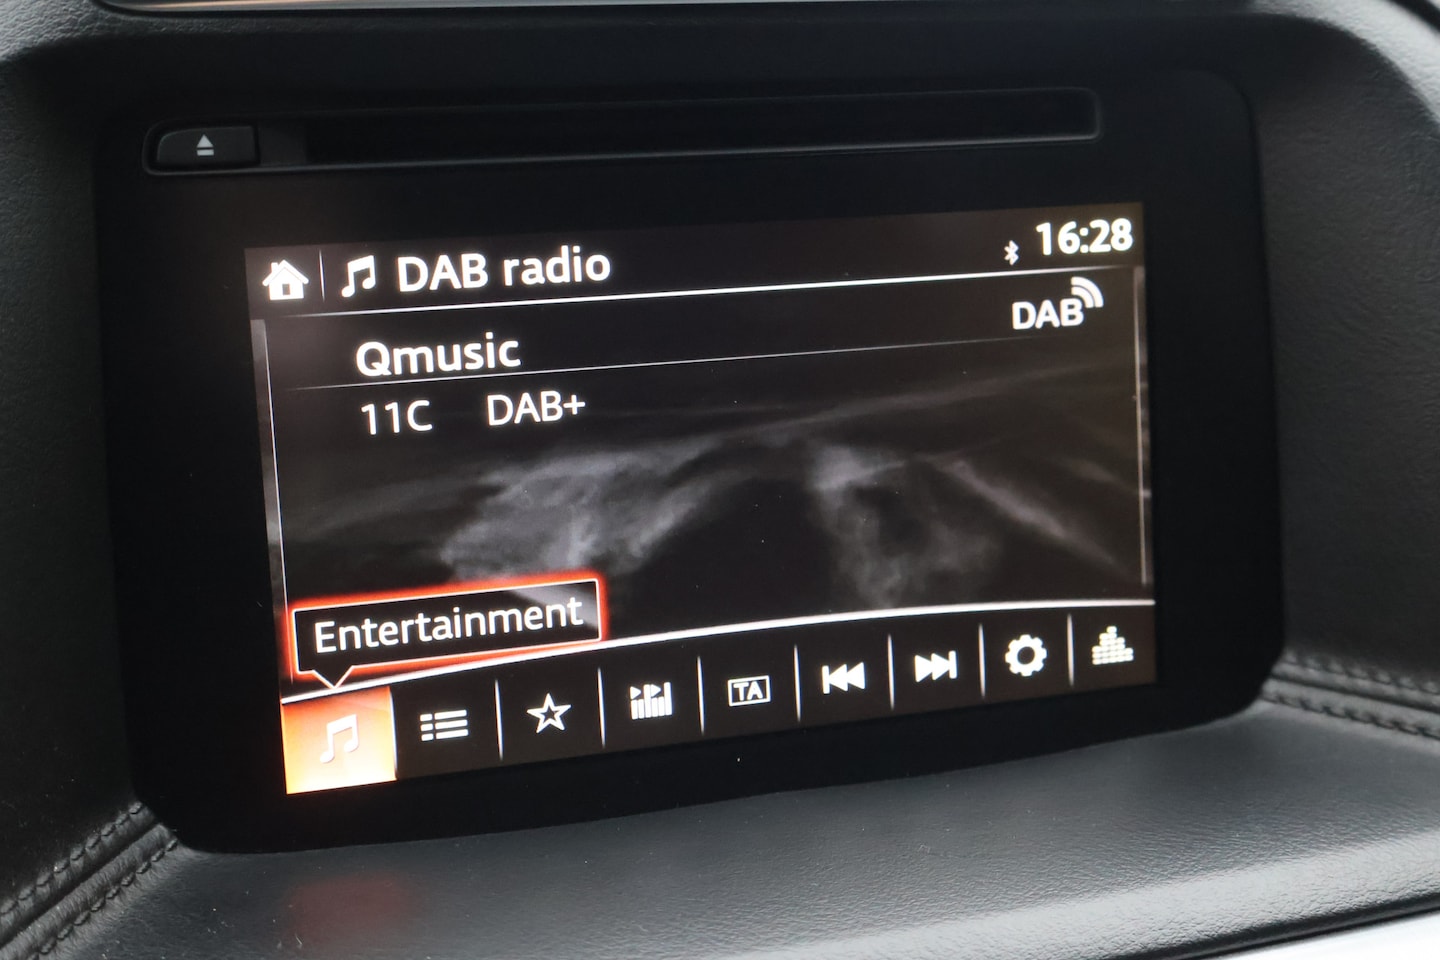 DAB radio
16:28
Qmusic
DAB
11C DAB+
Entertainment
TA